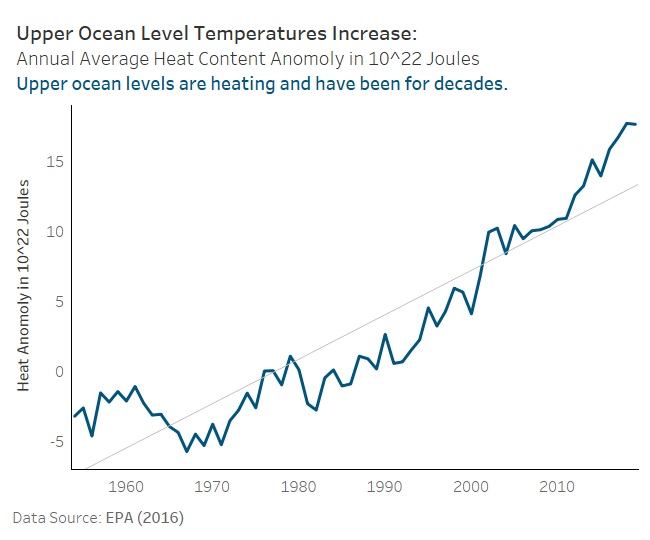 Upper Ocean Level Temperatures Increase:
Annual Average Heat Content Anomoly in 10^22 Joules
Upper ocean levels are heating and have been for decades.
Heat Anomoly in 10^22 Joules
15
10
5
0
-5
1960 1970 1980 1990 2000 2010
Data Source: EPA (2016)